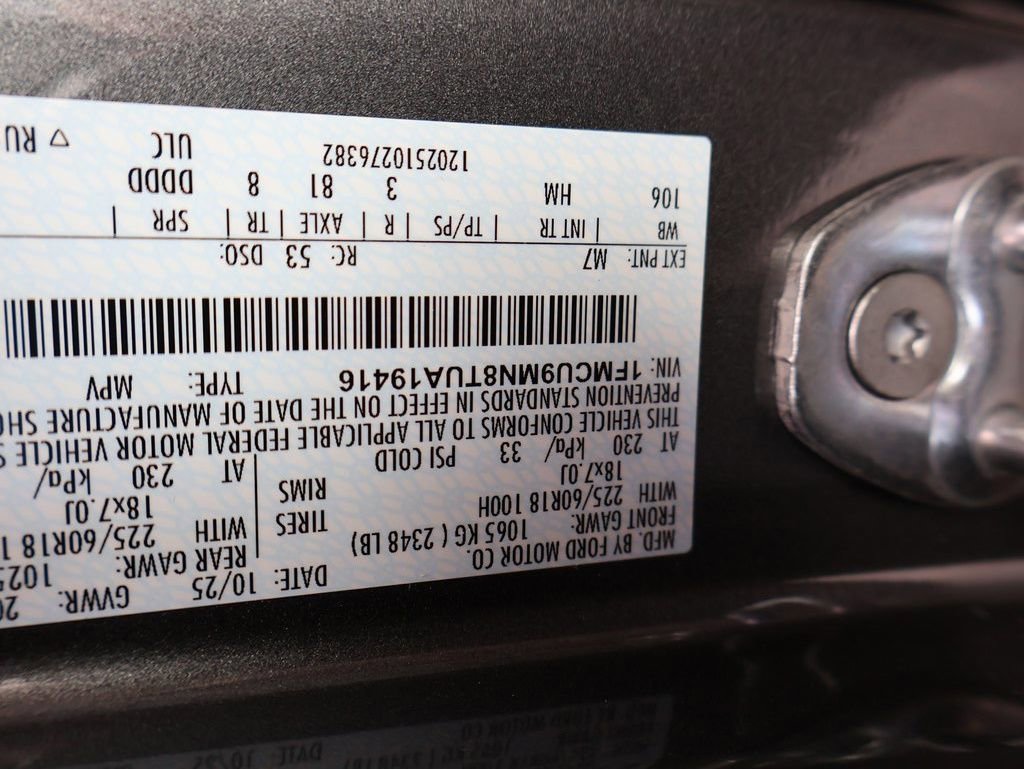 MFD. BY FORD MOTOR CO.
DATE: 10/25 GVWR:
FRONT GAWR: 1065 KG ( 2348 LB) REAR GAWR:
WITH 225/60R18 100H TIRES WITH 225/60R18
18x7.0J RIMS 18x7.0J
AT 230 kPa/ 33 PSI COLD AT 230 kPa/
THIS VEHICLE CONFORMS TO ALL APPLICABLE FEDERAL MOTOR VEHICLE S
PREVENTION STANDARDS IN EFFECT ON THE DATE OF MANUFACTURE SHO
VIN: 1FMCU9MN8TUA19416 TYPE: MPV
EXT PNT: M7 RC: 53 DSO:
WB | INT TR | TP/PS | R | AXLE | TR | SPR |
106 HM 3 81 8 DDDD
1202510276382 ULC △ RU